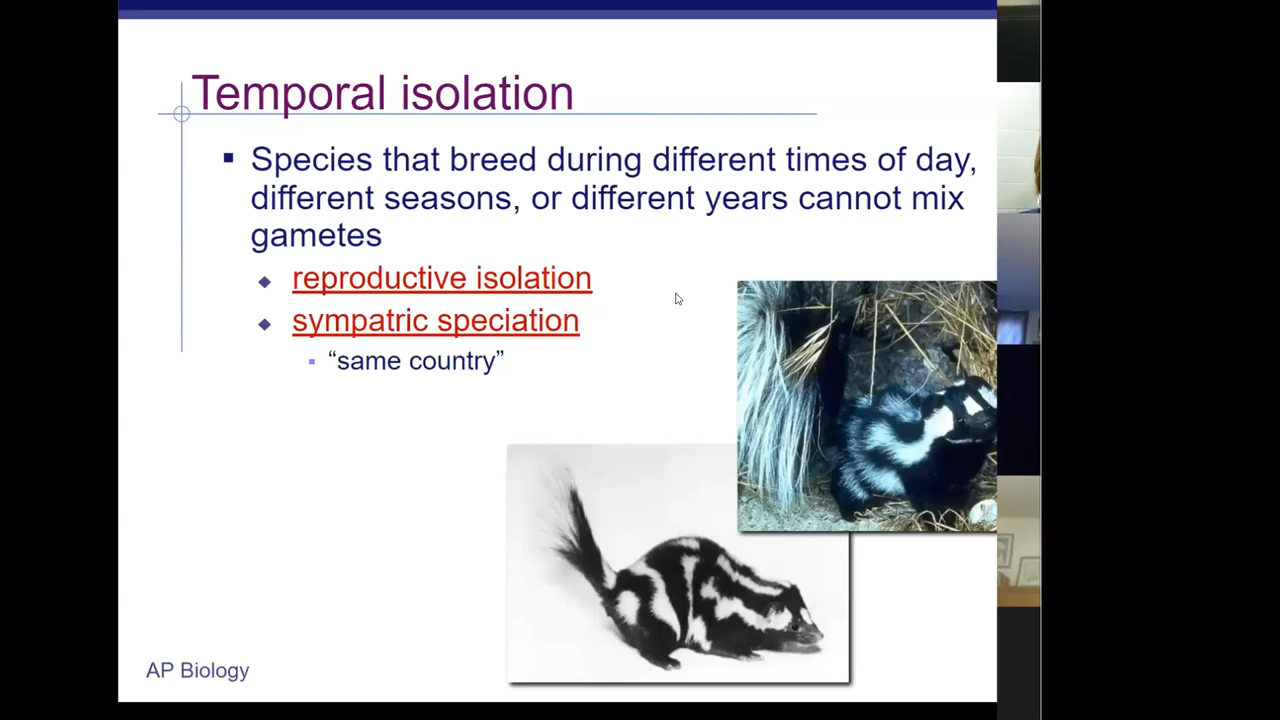 Temporal isolation
Species that breed during different times of day,
different seasons, or different years cannot mix
gametes
reproductive isolation
sympatric speciation
“same country”
AP Biology